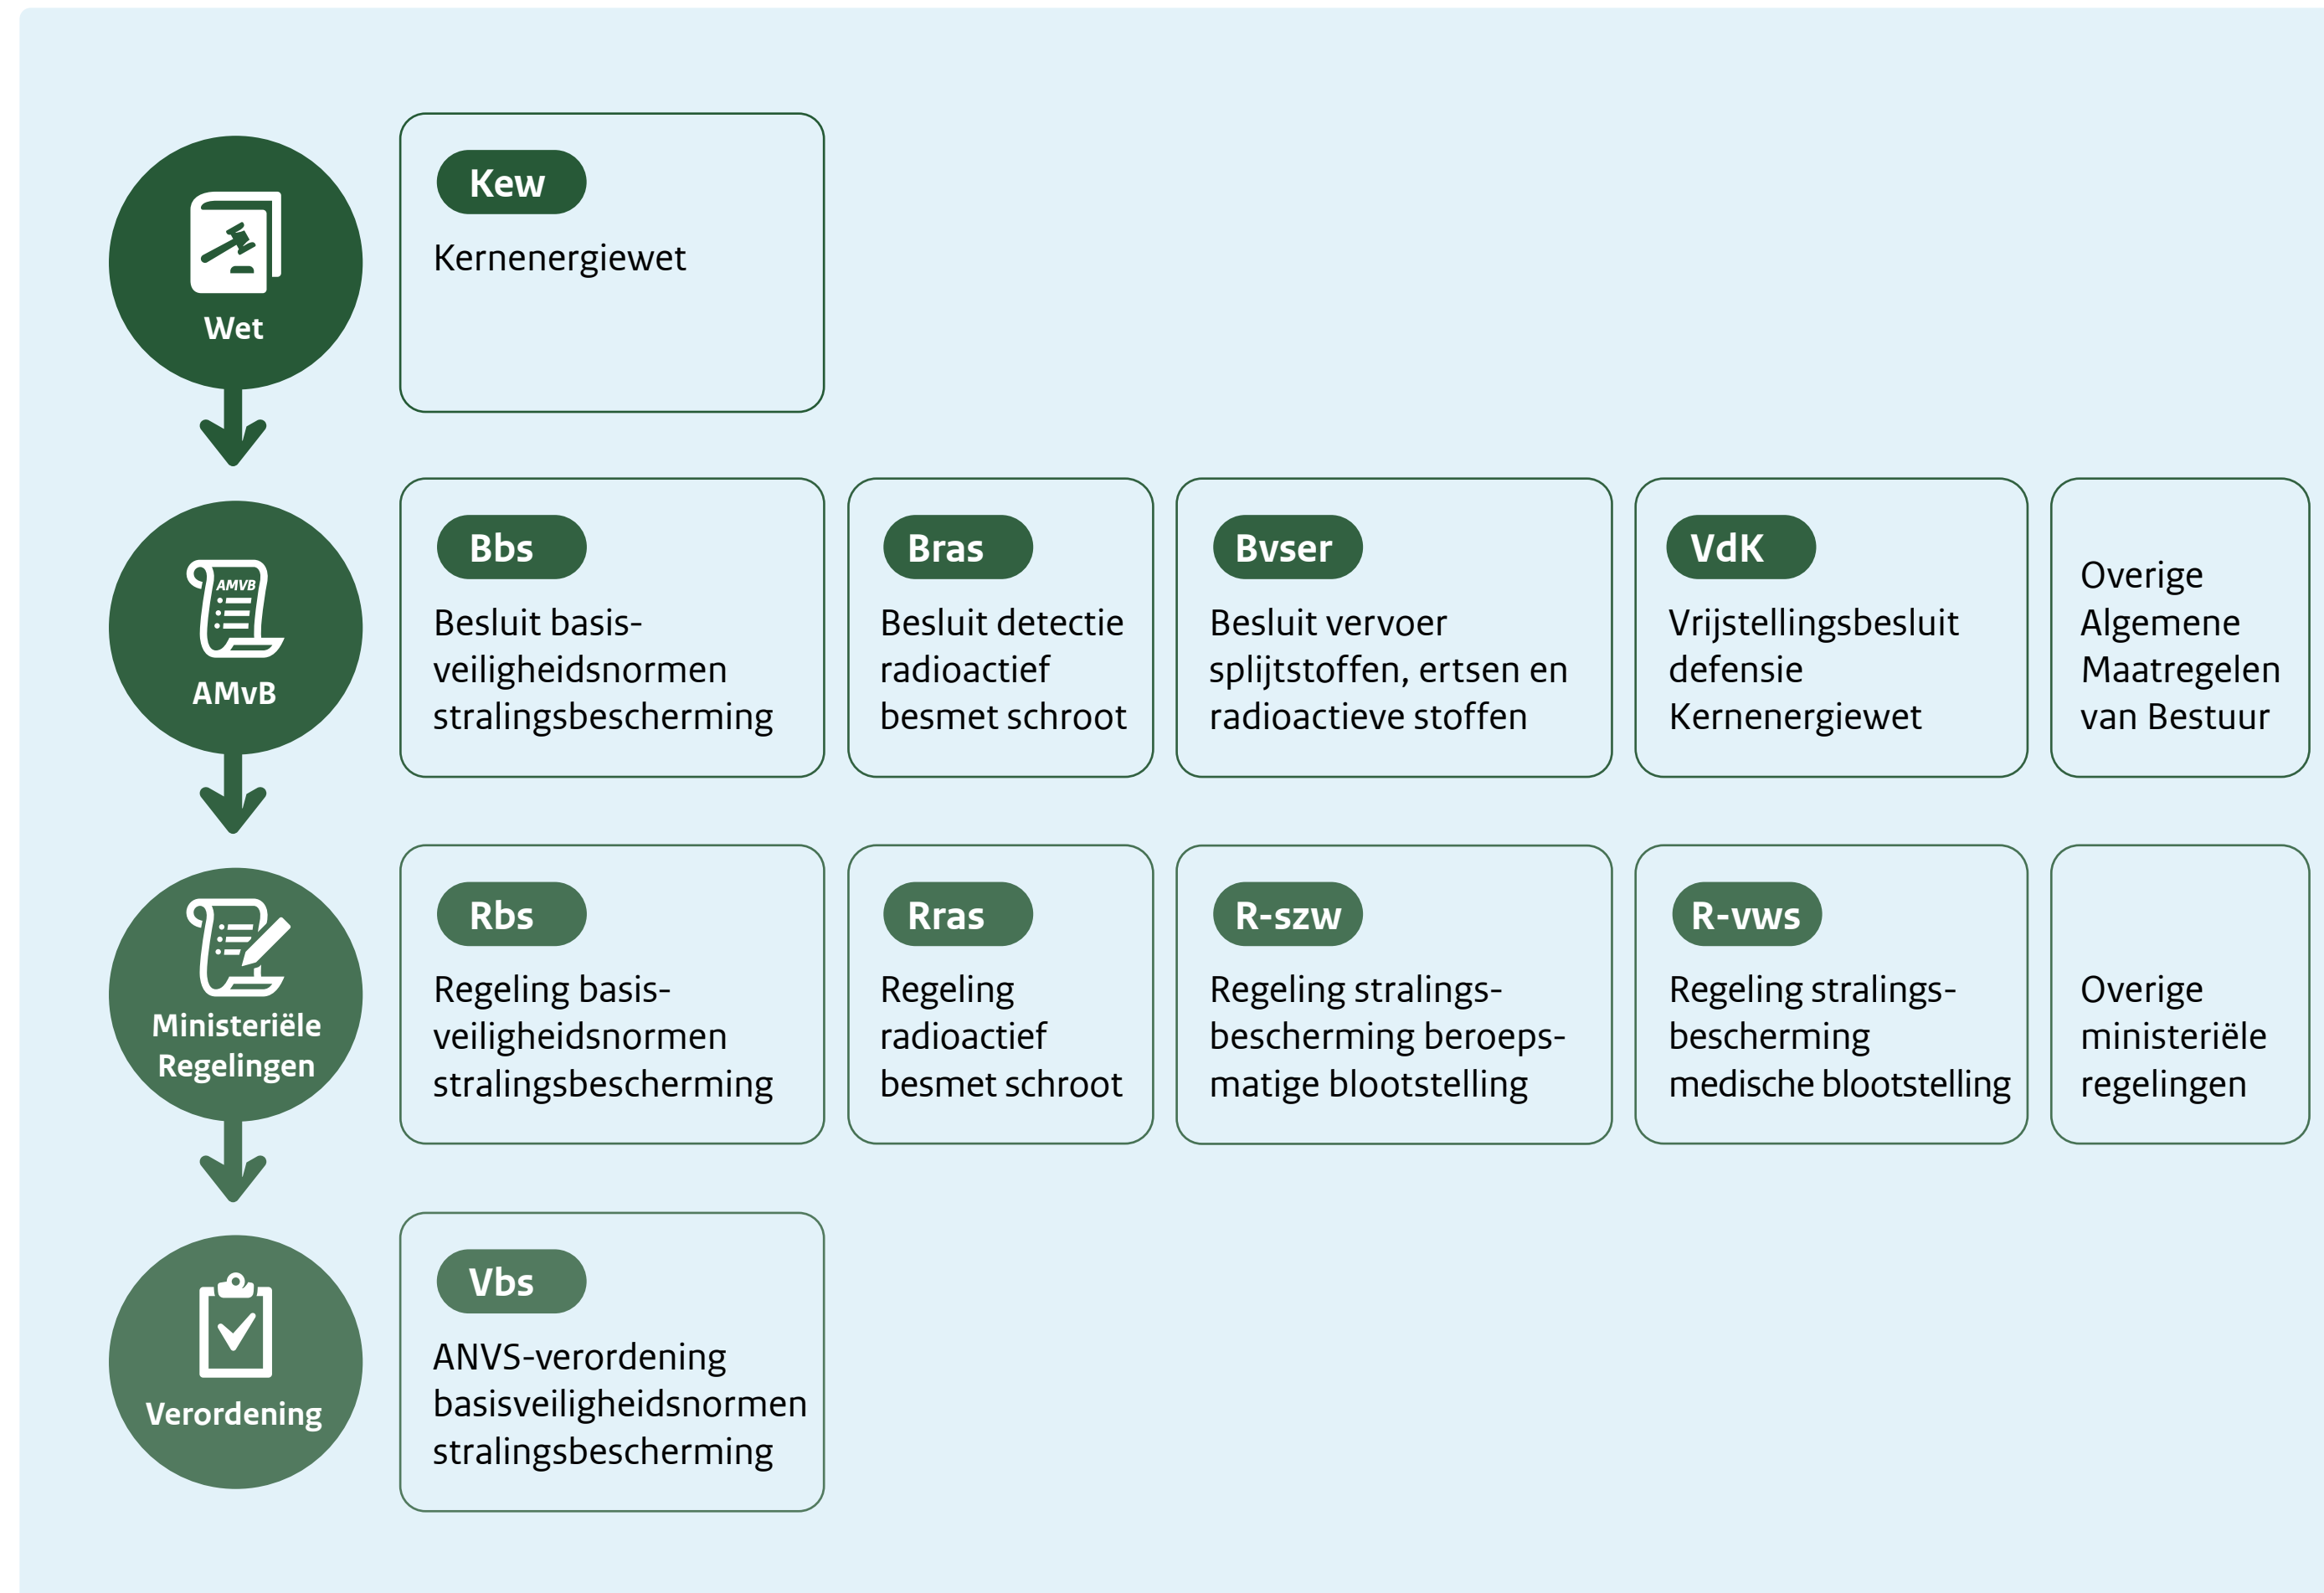 Wet
Kew
Kernenergiewet
AMVB
AMvB
Bbs
Besluit basis-
veiligheidsnormen
stralingsbescherming
Bras
Besluit detectie
radioactief
besmet schroot
Bvser
Besluit vervoer
splijtstoffen, ertsen en
radioactieve stoffen
VdK
Vrijstellingsbesluit
defensie
Kernenergiewet
Overige
Algemene
Maatregelen
van Bestuur
Ministeriële
Regelingen
Rbs
Regeling basis-
veiligheidsnormen
stralingsbescherming
Rras
Regeling
radioactief
besmet schroot
R-szw
Regeling stralings-
bescherming beroeps-
matige blootstelling
R-vws
Regeling stralings-
bescherming
medische blootstelling
Overige
ministeriële
regelingen
Verordening
Vbs
ANVS-verordening
basisveiligheidsnormen
stralingsbescherming